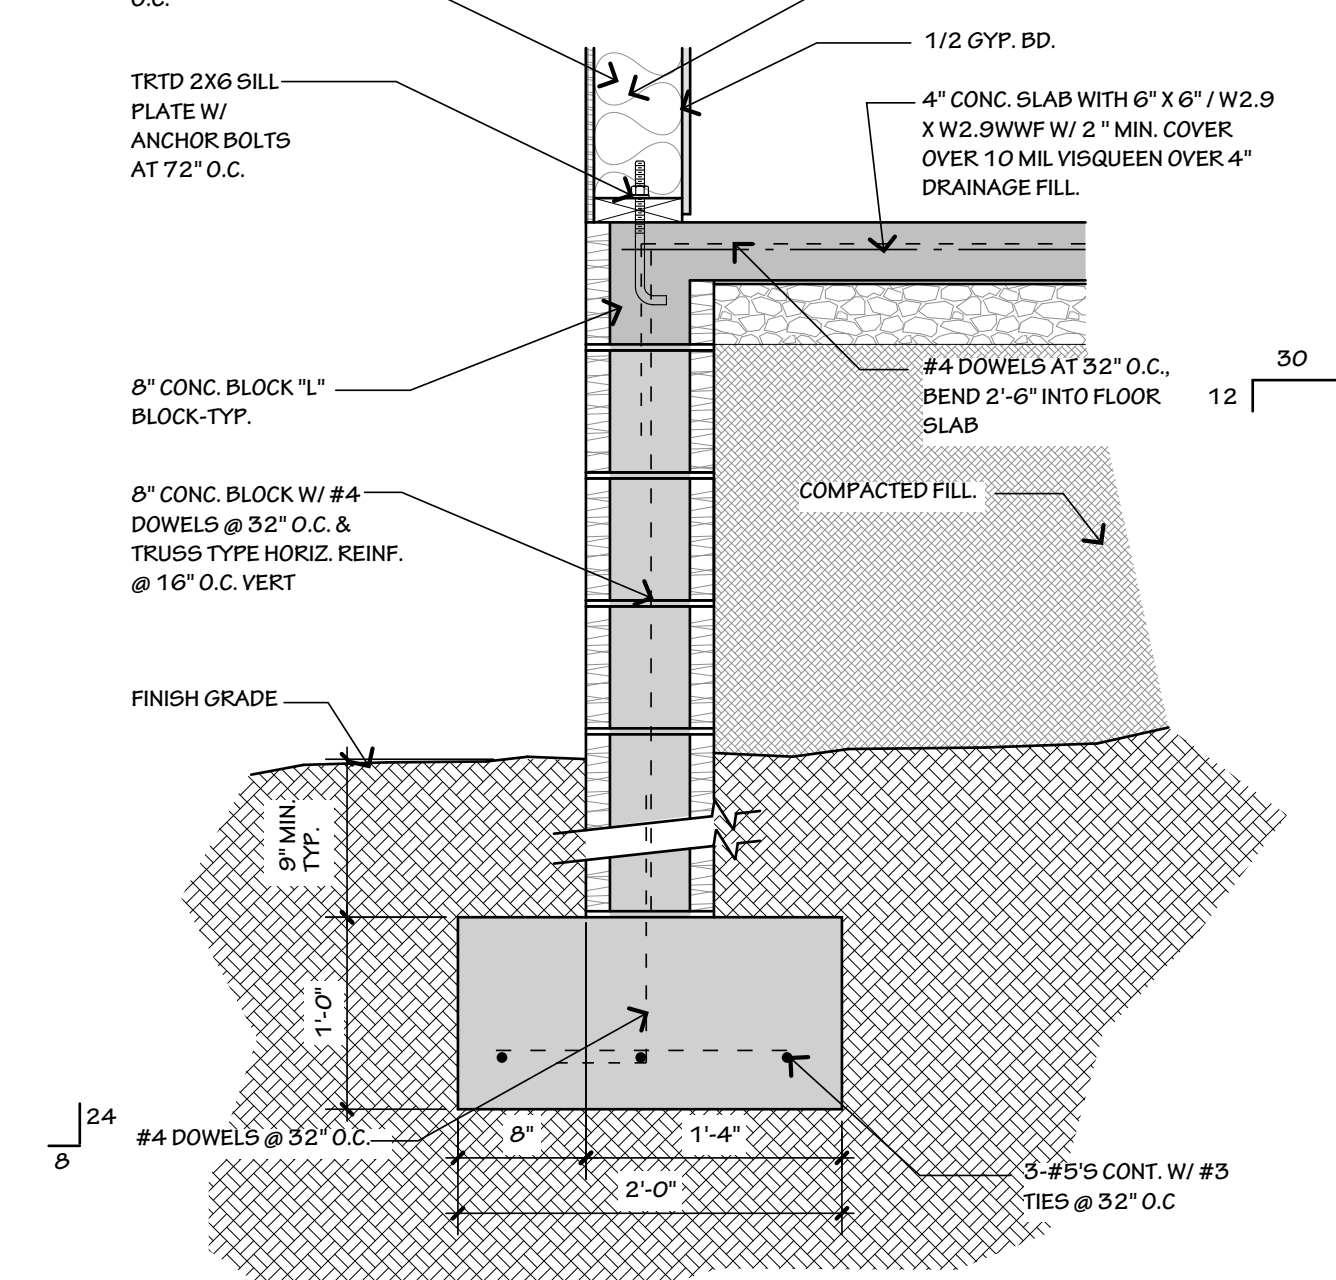 O.C.
1/2 GYP. BD.
TRTD 2X6 SILL
PLATE W/
ANCHOR BOLTS
AT 72" O.C.
4" CONC. SLAB WITH 6" X 6" / W2.9
X W2.9WWF W/ 2 " MIN. COVER
OVER 10 MIL VISQUEEN OVER 4"
DRAINAGE FILL.
8" CONC. BLOCK "L"
BLOCK-TYP.
#4 DOWELS AT 32" O.C.,
BEND 2'-6" INTO FLOOR
SLAB
30
12
8" CONC. BLOCK W/ #4
DOWELS @ 32" O.C. &
TRUSS TYPE HORIZ. REINF.
@ 16" O.C. VERT
COMPACTED FILL.
FINISH GRADE
9" MIN.
TYP.
1'-0"
24
8
#4 DOWELS @ 32" O.C.
8"
1'-4"
2'-0"
3-#5'S CONT. W/ #3
TIES @ 32" O.C